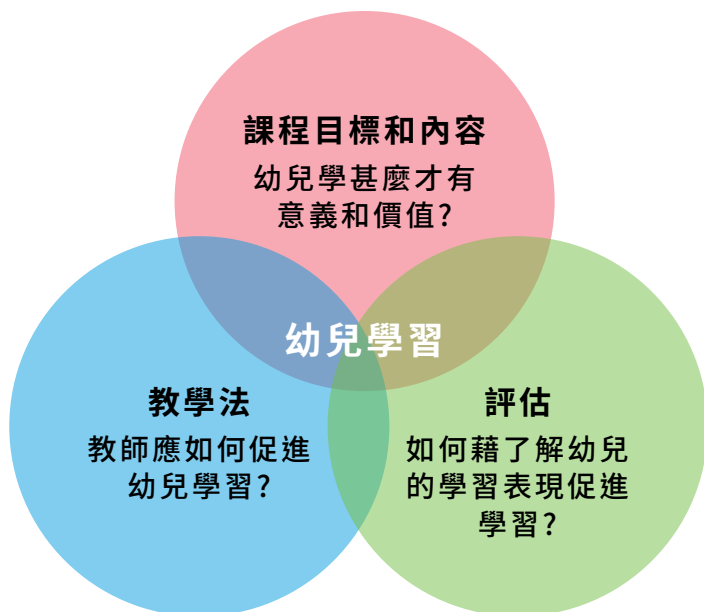 課程目標和內容
幼兒學甚麼才有
意義和價值?
幼兒學習
教學法
教師應如何促進
幼兒學習?
評估
如何藉了解幼兒
的學習表現促進
學習?